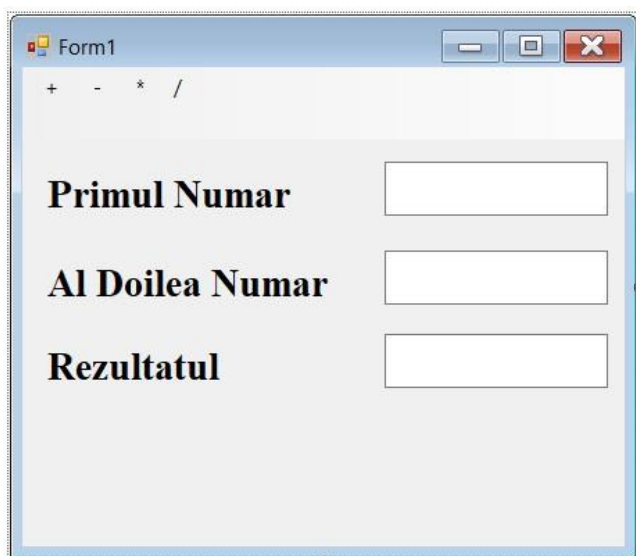 Form1
+ - * /
Primul Numar
Al Doilea Numar
Rezultatul